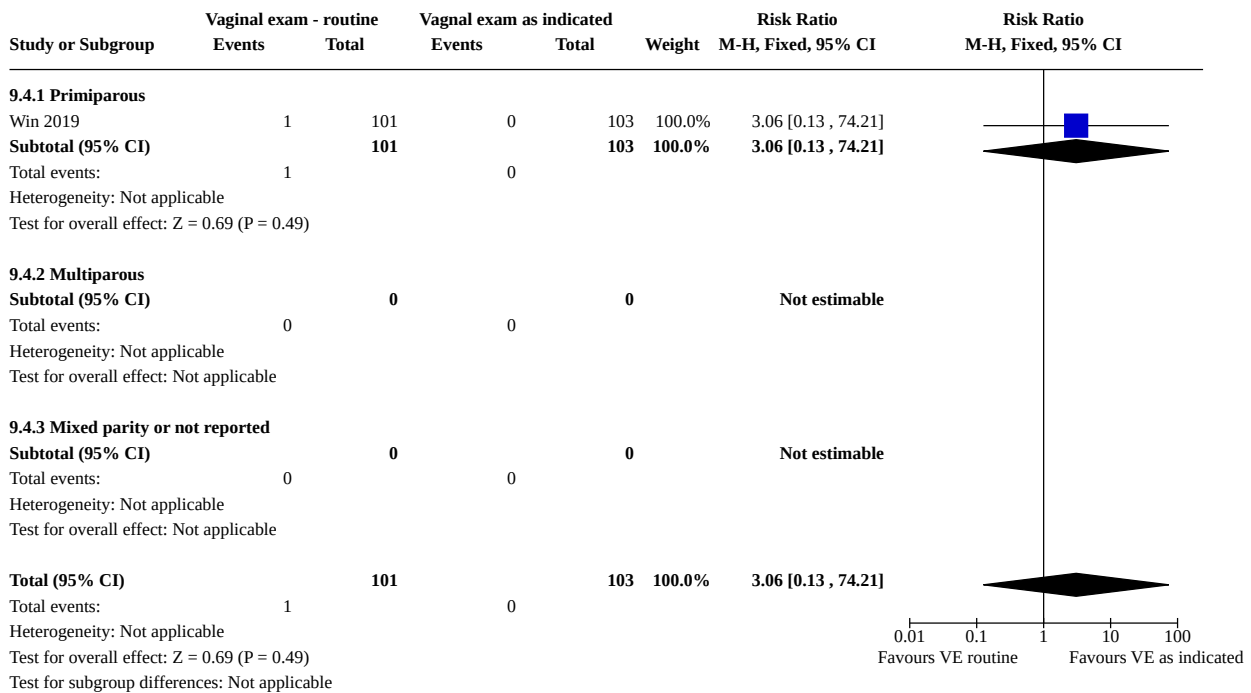 Vaginal exam - routine Vagnal exam as indicated Risk Ratio Risk Ratio
Study or Subgroup Events Total Events Total Weight M-H, Fixed, 95% CI M-H, Fixed, 95% CI
9.4.1 Primiparous
Win 2019 1 101 0 103 100.0% 3.06 [0.13 , 74.21]
Subtotal (95% CI) 101 103 100.0% 3.06 [0.13 , 74.21]
Total events: 1 0
Heterogeneity: Not applicable
Test for overall effect: Z = 0.69 (P = 0.49)
9.4.2 Multiparous
Subtotal (95% CI) 0 0 Not estimable
Total events: 0 0
Heterogeneity: Not applicable
Test for overall effect: Not applicable
9.4.3 Mixed parity or not reported
Subtotal (95% CI) 0 0 Not estimable
Total events: 0 0
Heterogeneity: Not applicable
Test for overall effect: Not applicable
Total (95% CI) 101 103 100.0% 3.06 [0.13 , 74.21]
Total events: 1 0
Heterogeneity: Not applicable 0.01 0.1 1 10 100
Test for overall effect: Z = 0.69 (P = 0.49) Favours VE routine Favours VE as indicated
Test for subgroup differences: Not applicable